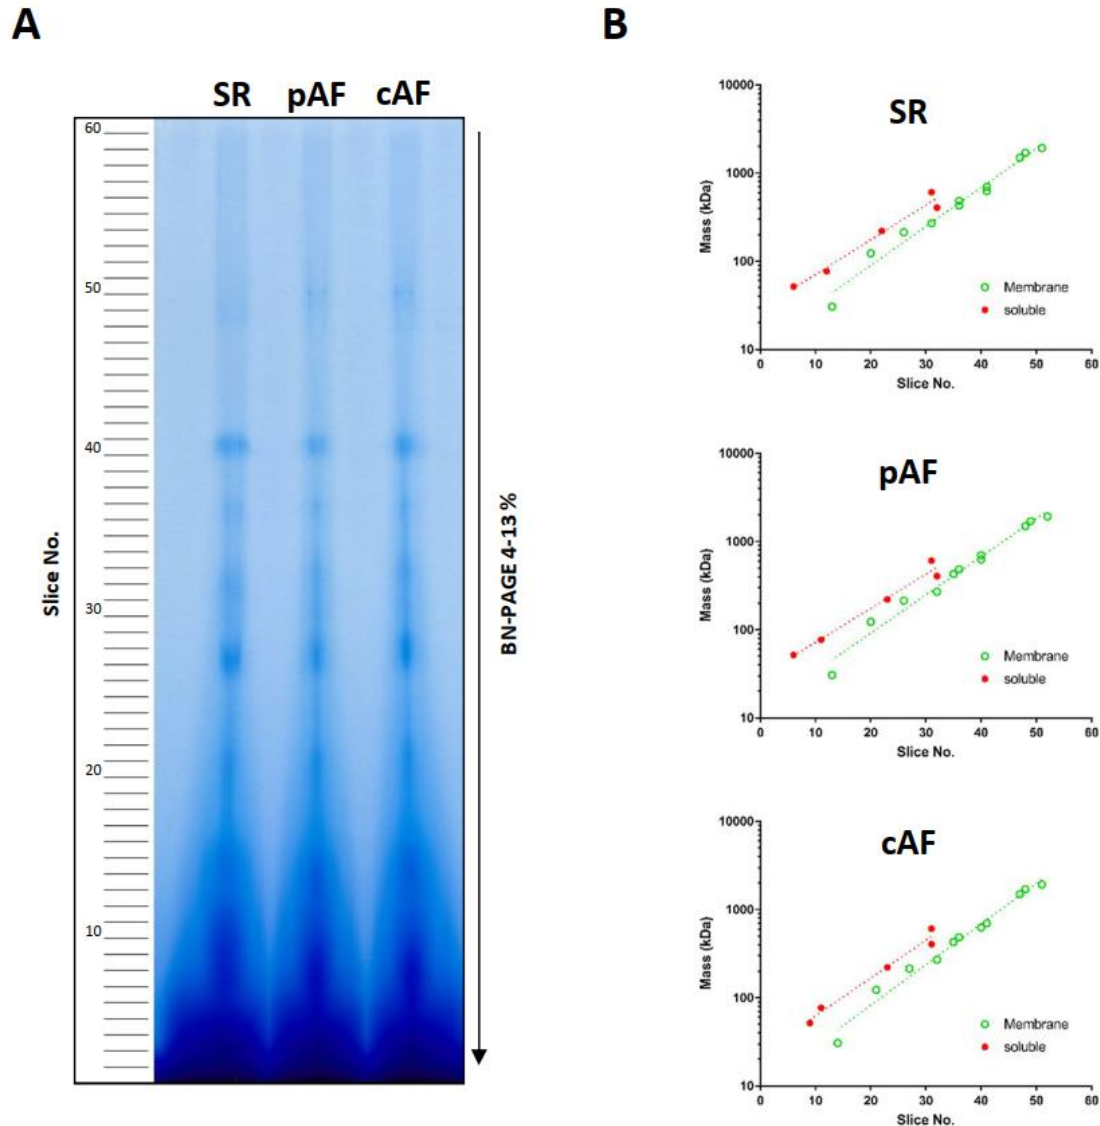 A
B
SR pAF cAF
60
50
40
30
20
10
Slice No.
BN-PAGE 4-13 %
SR
10000
1000
100
10
Mass (kDa)
Membrane
soluble
0 10 20 30 40 50 60
Slice No.
pAF
10000
1000
100
10
Mass (kDa)
Membrane
soluble
0 10 20 30 40 50 60
Slice No.
cAF
10000
1000
100
10
Mass (kDa)
Membrane
soluble
0 10 20 30 40 50 60
Slice No.